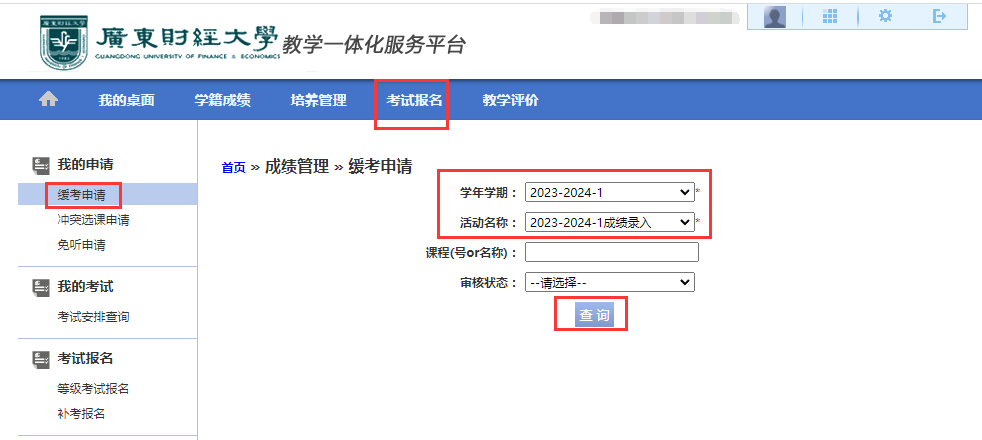 廣東財經大學
GUANGDONG UNIVERSITY OF FINANCE & ECONOMICS
教学一体化服务平台
我的桌面 学籍成绩 培养管理 考试报名 教学评价
我的申请
缓考申请
冲突选课申请
免听申请
我的考试
考试安排查询
考试报名
等级考试报名
补考报名
首页 » 成绩管理 » 缓考申请
学年学期： 2023-2024-1 *
活动名称： 2023-2024-1成绩录入 *
课程(号or名称)：
审核状态： --请选择--
查 询